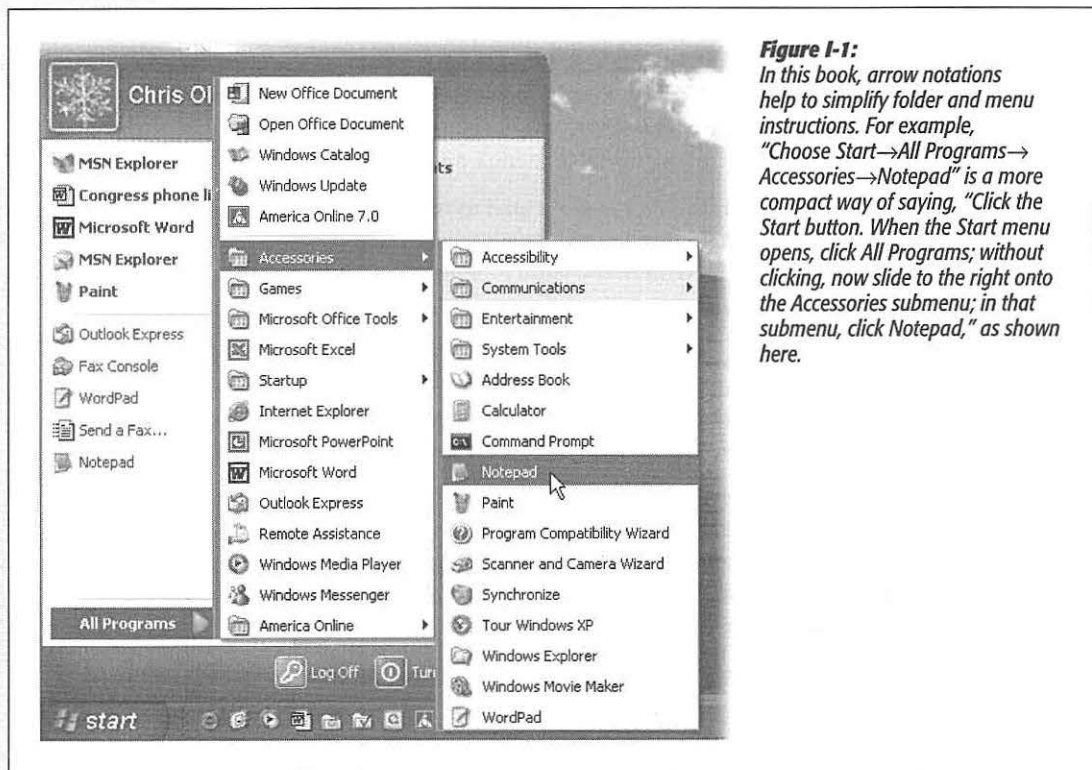 Chris Ol
MSN Explorer
Congress phone li
Microsoft Word
MSN Explorer
Paint
Outlook Express
Fax Console
WordPad
Send a Fax...
Notepad
All Programs
New Office Document
Open Office Document
Windows Catalog
Windows Update
America Online 7.0
Accessories
Games
Microsoft Office Tools
Microsoft Excel
Startup
Internet Explorer
Microsoft PowerPoint
Microsoft Word
Outlook Express
Remote Assistance
Windows Media Player
Windows Messenger
America Online
ts
Accessibility
Communications
Entertainment
System Tools
Address Book
Calculator
Command Prompt
Notepad
Paint
Program Compatibility Wizard
Scanner and Camera Wizard
Synchronize
Tour Windows XP
Windows Explorer
Windows Movie Maker
WordPad
Log Off
Turn
start
Figure I-1:
In this book, arrow notations
help to simplify folder and menu
instructions. For example,
"Choose Start→All Programs→
Accessories→Notepad" is a more
compact way of saying, "Click the
Start button. When the Start menu
opens, click All Programs; without
clicking, now slide to the right onto
the Accessories submenu; in that
submenu, click Notepad," as shown
here.